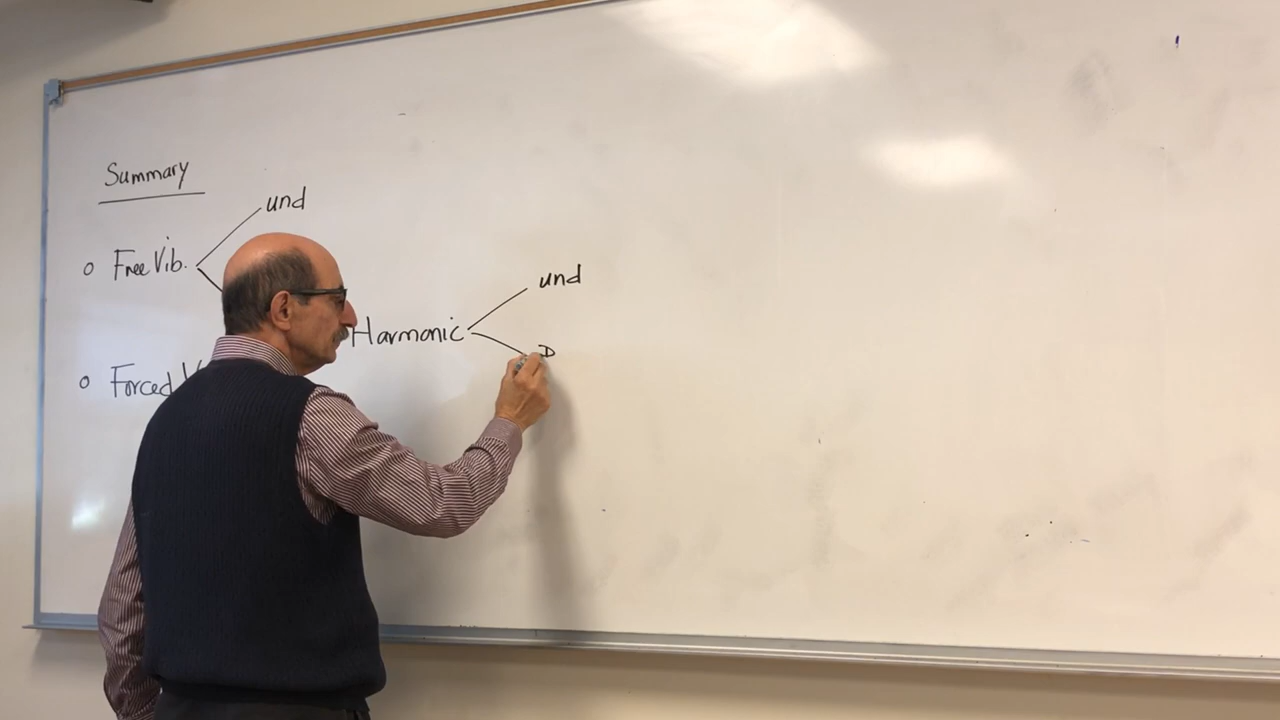 Summary
und
o Free Vib.
und
Harmonic
D
o Forced V